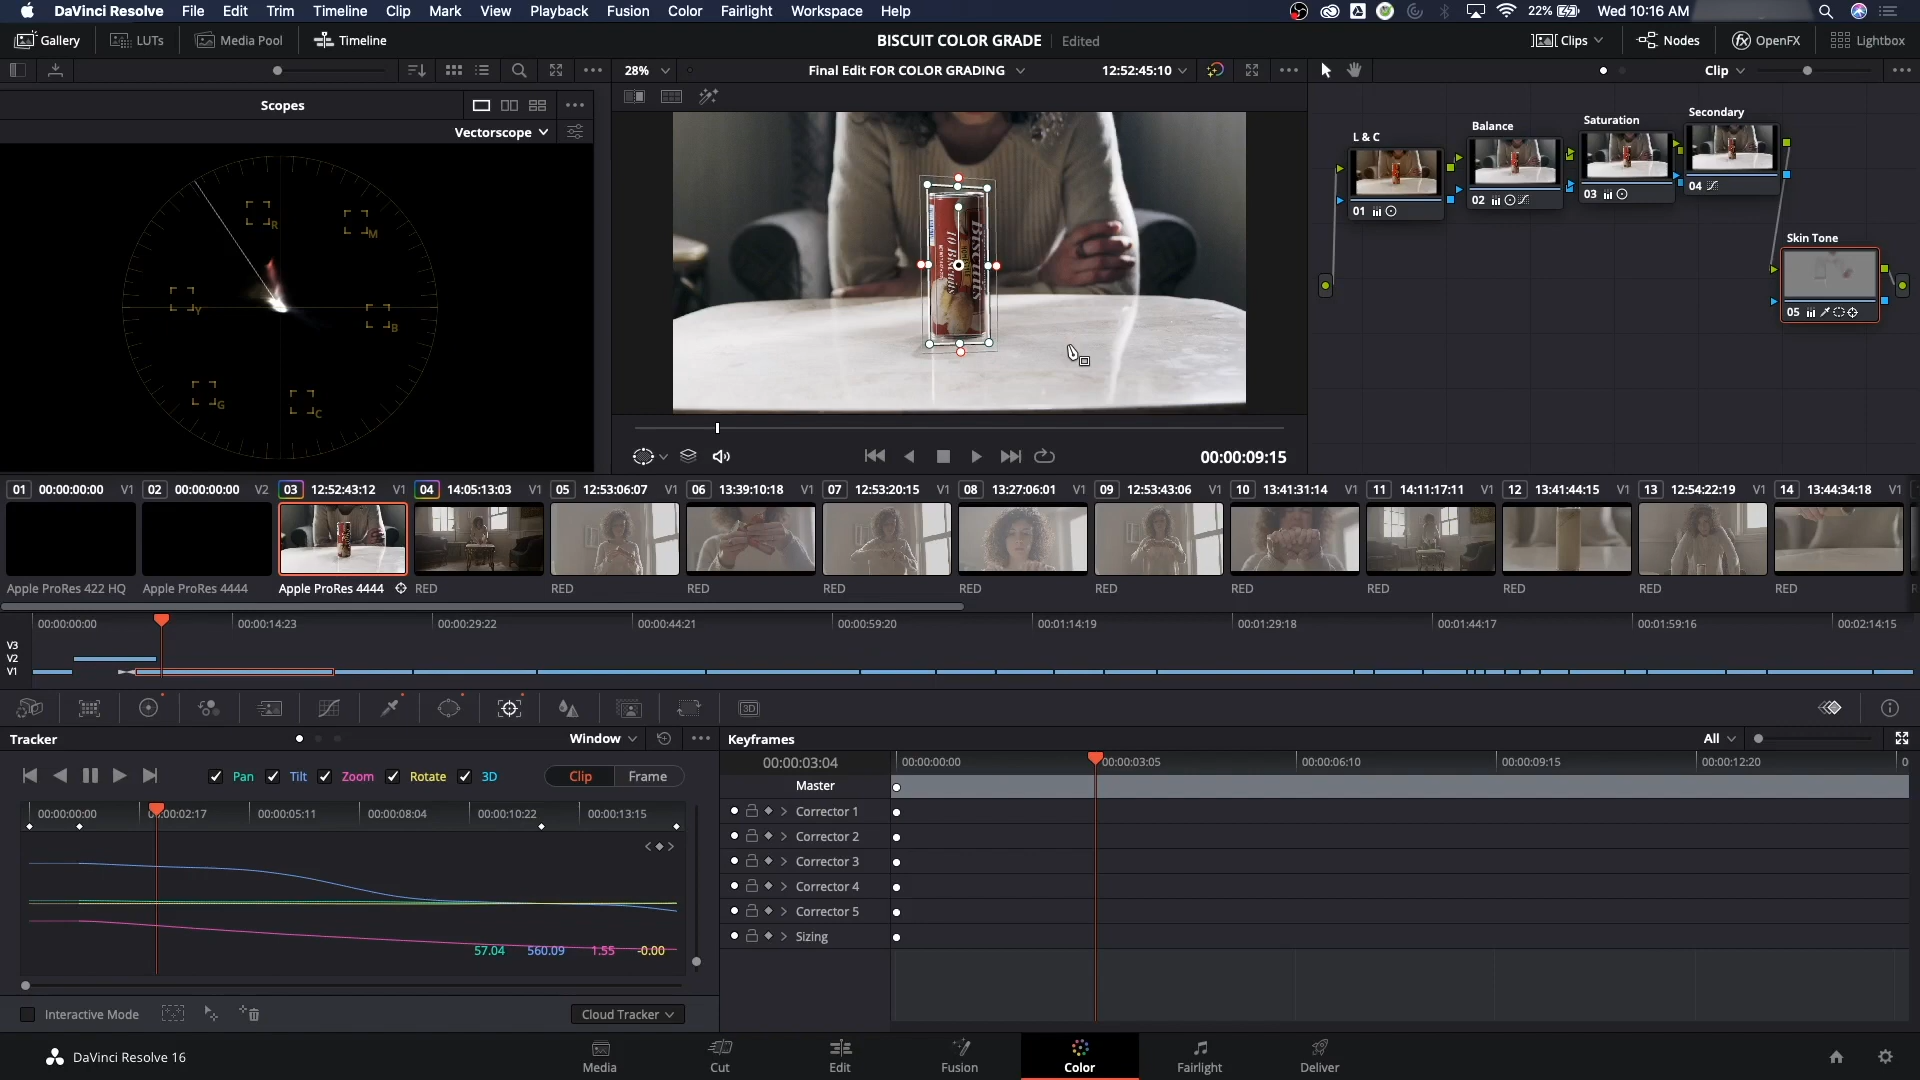 DaVinci Resolve File Edit Trim Timeline Clip Mark View Playback Fusion Color Fairlight Workspace Help 22% Wed 10:16 AM
Gallery LUTs Media Pool Timeline BISCUIT COLOR GRADE Edited Clips Nodes OpenFX Lightbox
28% Final Edit FOR COLOR GRADING 12:52:45:10 Clip
Scopes
Vectorscope
R M Y B G C
10 Biscuits
Biscuits
L & C Balance Saturation Secondary
01 02 03 04
Skin Tone
05
00:00:09:15
01 00:00:00:00 V1 02 00:00:00:00 V2 03 12:52:43:12 V1 04 14:05:13:03 V1 05 12:53:06:07 V1 06 13:39:10:18 V1 07 12:53:20:15 V1 08 13:27:06:01 V1 09 12:53:43:06 V1 10 13:41:31:14 V1 11 14:11:17:11 V1 12 13:41:44:15 V1 13 12:54:22:19 V1 14 13:44:34:18 V1
Apple ProRes 422 HQ Apple ProRes 4444 Apple ProRes 4444 RED RED RED RED RED RED RED RED RED RED RED
00:00:00:00 00:00:14:23 00:00:29:22 00:00:44:21 00:00:59:20 00:01:14:19 00:01:29:18 00:01:44:17 00:01:59:16 00:02:14:15
V3
V2
V1
3D
Tracker Window Keyframes All
00:00:03:04 00:00:00:00 00:00:03:05 00:00:06:10 00:00:09:15 00:00:12:20
Pan Tilt Zoom Rotate 3D Clip Frame
Master
00:00:00:00 00:00:02:17 00:00:05:11 00:00:08:04 00:00:10:22 00:00:13:15
Corrector 1
Corrector 2
Corrector 3
Corrector 4
Corrector 5
Sizing
57.04 560.09 1.55 -0.00
Interactive Mode Cloud Tracker
DaVinci Resolve 16 Media Cut Edit Fusion Color Fairlight Deliver